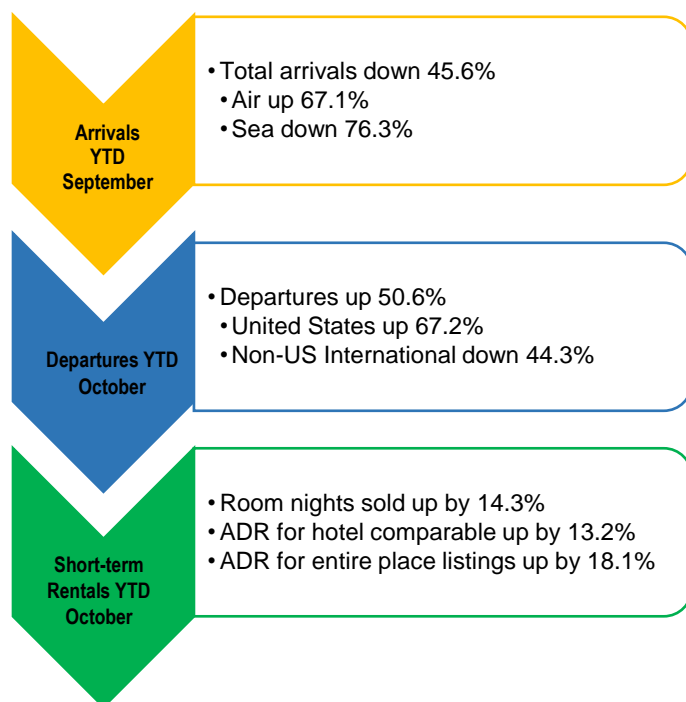 Arrivals
YTD
September
• Total arrivals down 45.6%
• Air up 67.1%
• Sea down 76.3%
Departures YTD
October
• Departures up 50.6%
• United States up 67.2%
• Non-US International down 44.3%
Short-term
Rentals YTD
October
• Room nights sold up by 14.3%
• ADR for hotel comparable up by 13.2%
• ADR for entire place listings up by 18.1%